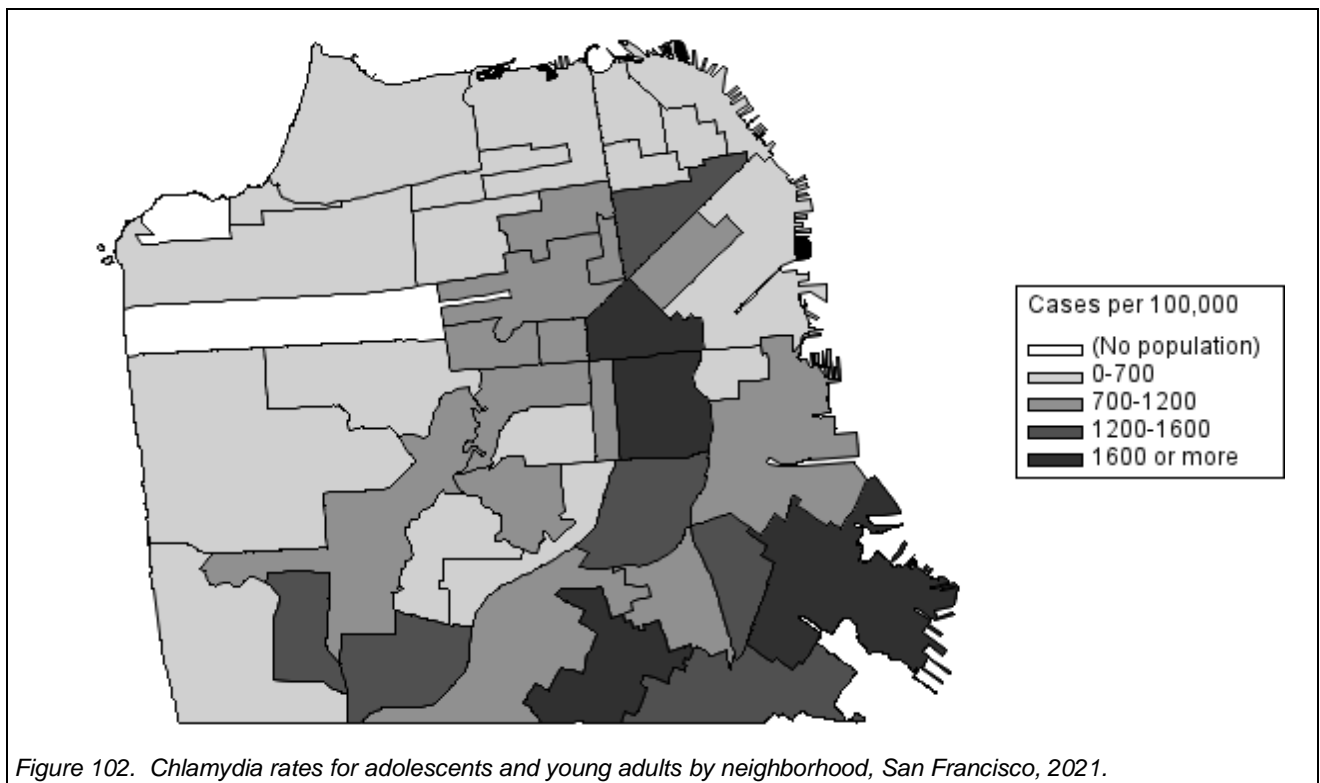 Cases per 100,000
(No population)
0-700
700-1200
1200-1600
1600 or more
Figure 102. Chlamydia rates for adolescents and young adults by neighborhood, San Francisco, 2021.